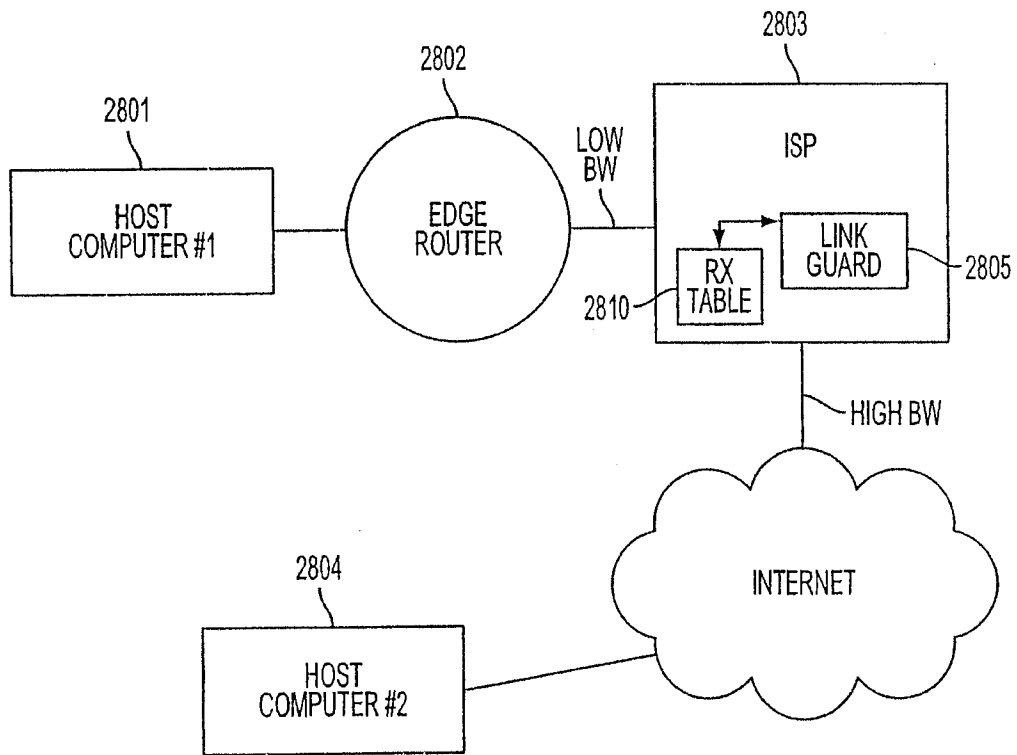 2803
2802
2801
LOW
BW
ISP
HOST
COMPUTER #1
EDGE
ROUTER
LINK
GUARD
2805
RX
TABLE
2810
HIGH BW
INTERNET
2804
HOST
COMPUTER #2